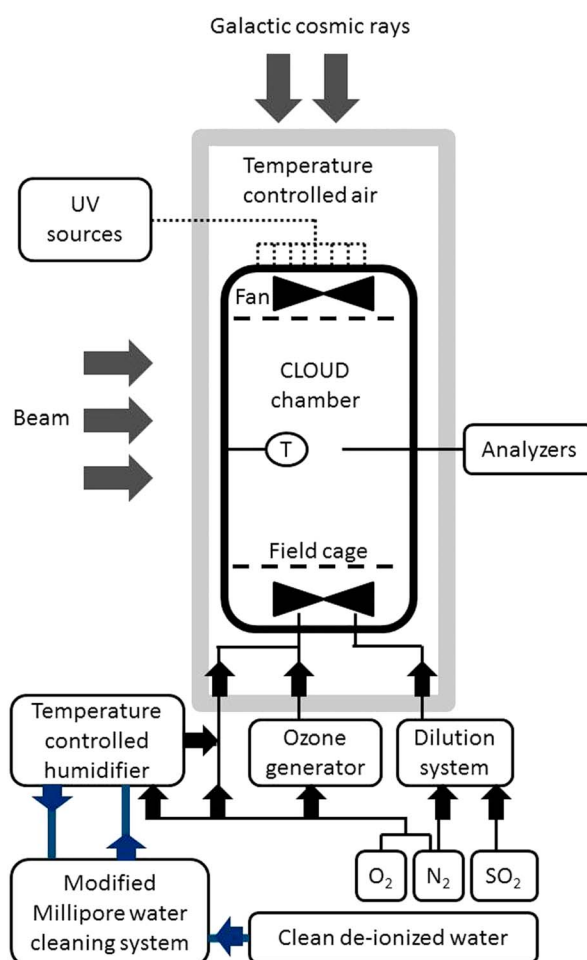 Galactic cosmic rays
Temperature
controlled air
UV
sources
Fan
CLOUD
chamber
Beam
T
Analyzers
Field cage
Temperature
controlled
humidifier
Ozone
generator
Dilution
system
O₂
N₂
SO₂
Modified
Millipore water
cleaning system
Clean de-ionized water